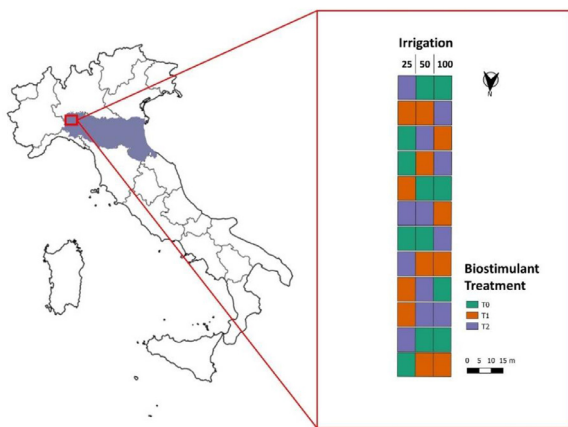 Irrigation
25 50 100
N
Biostimulant
Treatment
T0
T1
T2
0 5 10 15 m